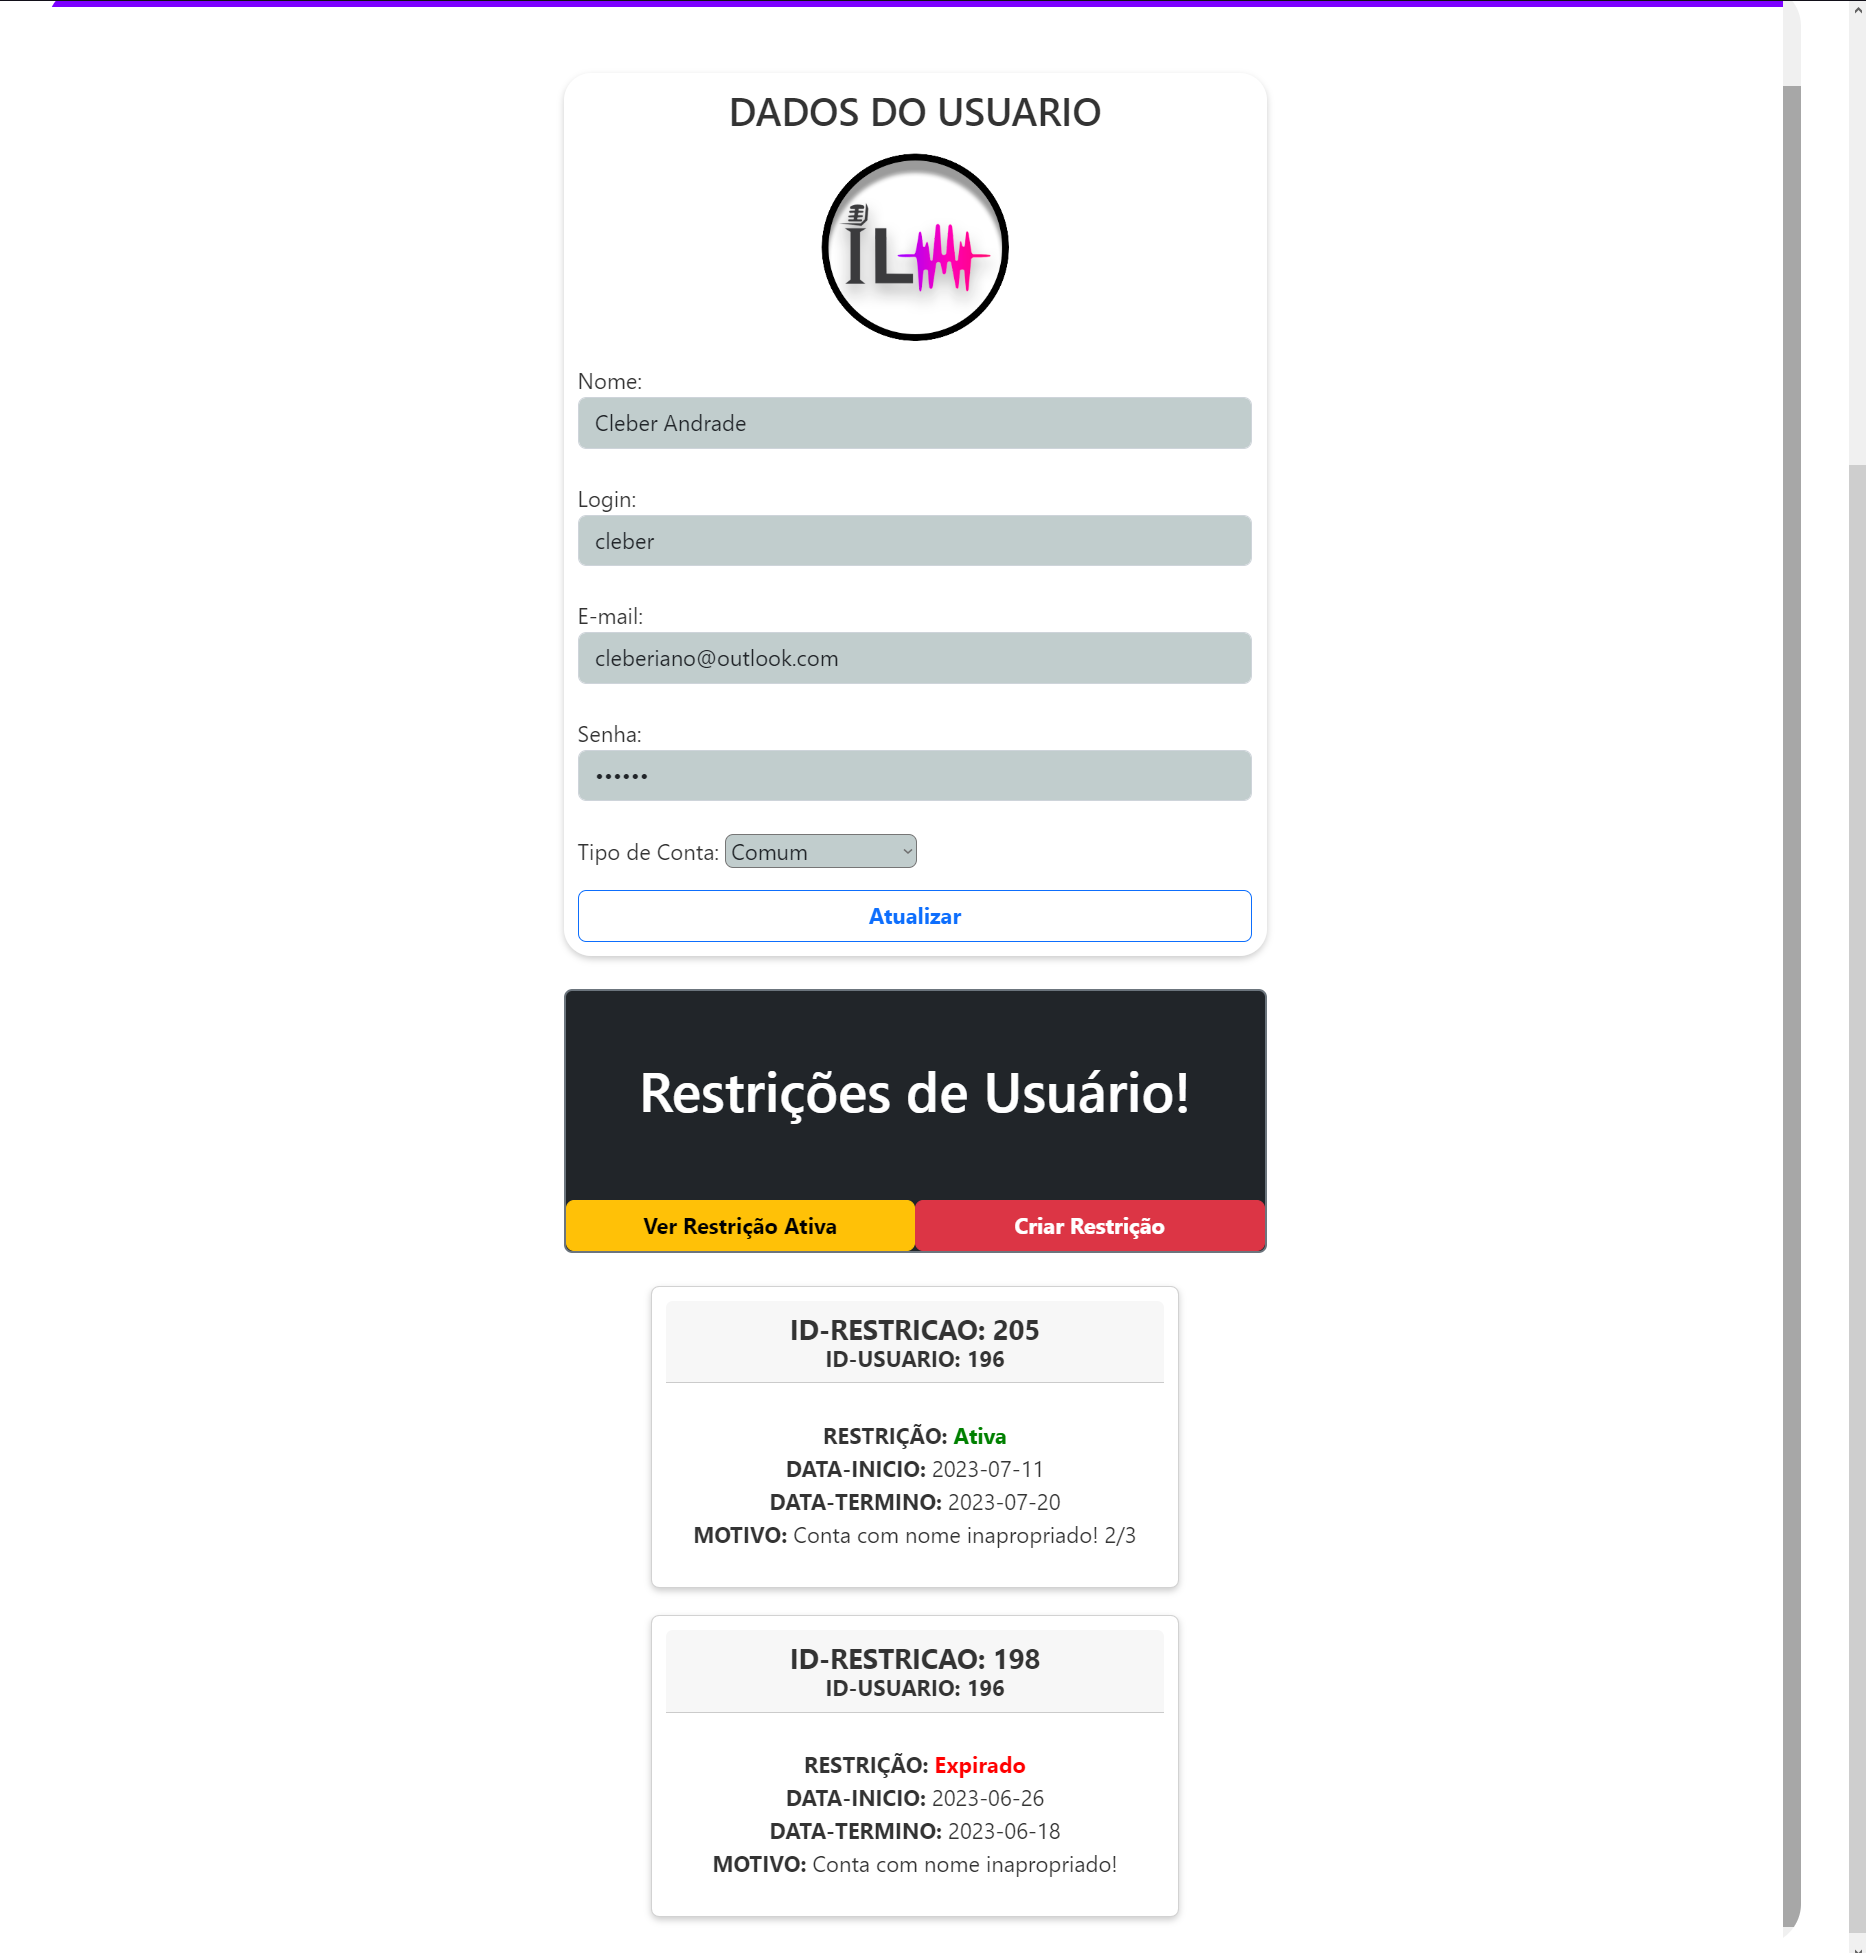 DADOS DO USUARIO
IL
Nome:
Cleber Andrade
Login:
cleber
E-mail:
cleberiano@outlook.com
Senha:
••••••
Tipo de Conta: Comum
Atualizar
Restrições de Usuário!
Ver Restrição Ativa
Criar Restrição
ID-RESTRICAO: 205
ID-USUARIO: 196
RESTRIÇÃO: Ativa
DATA-INICIO: 2023-07-11
DATA-TERMINO: 2023-07-20
MOTIVO: Conta com nome inapropriado! 2/3
ID-RESTRICAO: 198
ID-USUARIO: 196
RESTRIÇÃO: Expirado
DATA-INICIO: 2023-06-26
DATA-TERMINO: 2023-06-18
MOTIVO: Conta com nome inapropriado!